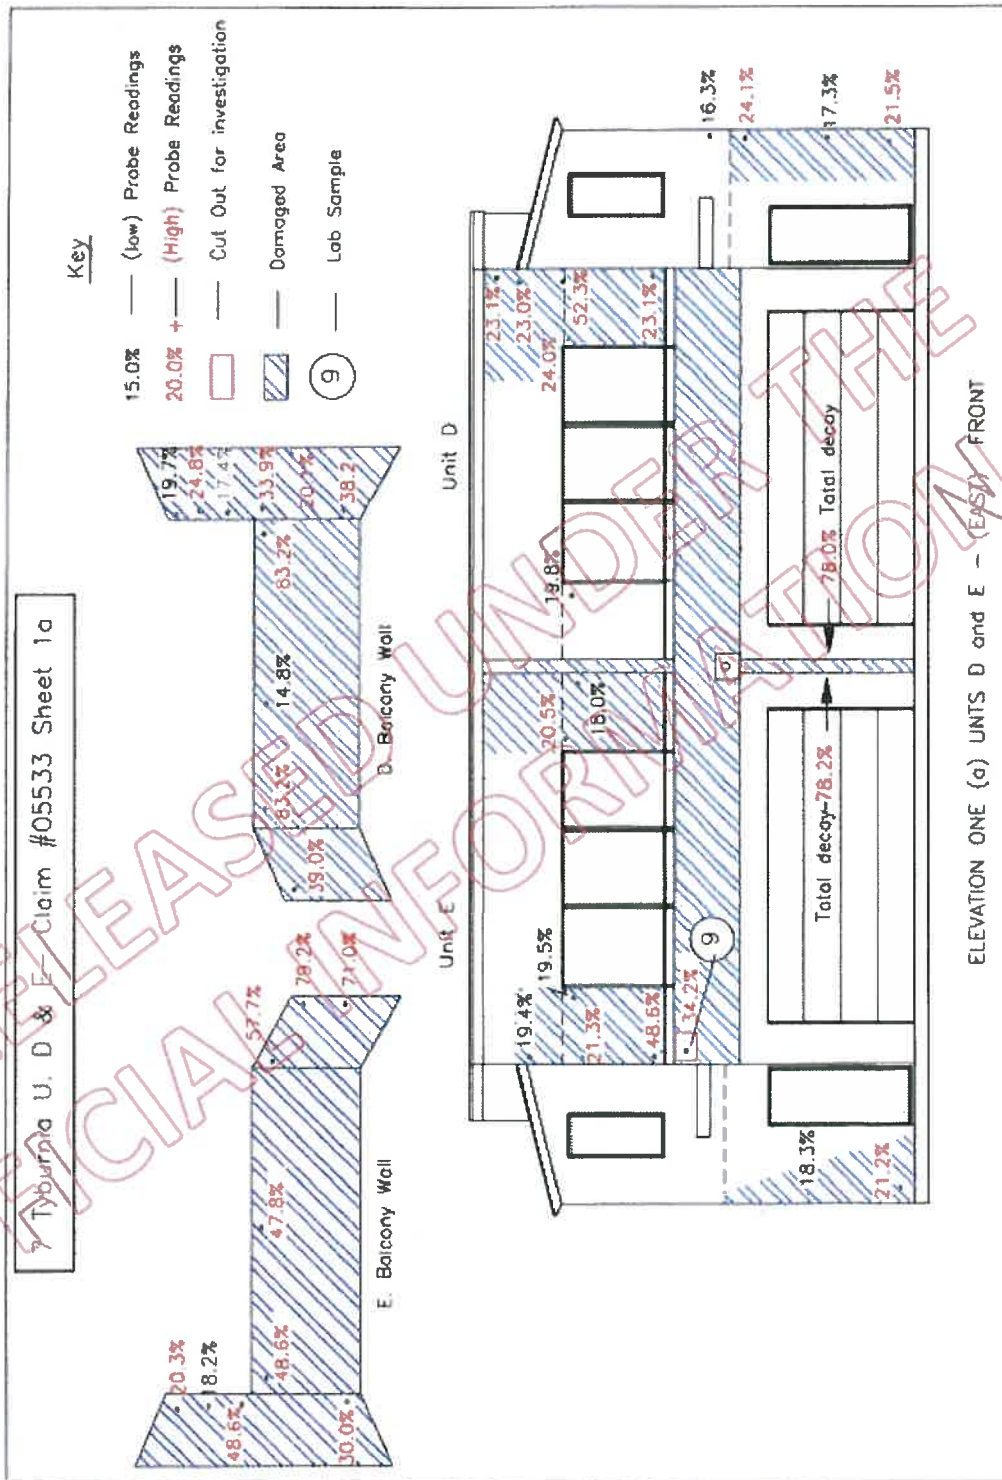 ? Tyburnia U. D & E - Claim #05533 Sheet 1a
Key
15.0% — (low) Probe Readings
20.0% + — (High) Probe Readings
Cut Out for investigation
Damaged Area
9 — Lab Sample
20.3%
18.2%
48.6%
30.0%
48.6%
47.8%
57.7%
78.2%
71.0%
E. Balcony Wall
39.0%
83.2%
14.8%
83.2%
19.7%
24.8%
17.4%
33.9%
38.2
D. Balcony Wall
Unit E
Unit D
19.4%
19.5%
21.3%
48.6%
34.2%
9
20.5%
18.0%
19.8%
23.1%
23.0%
24.0%
52.3%
23.1%
16.3%
24.1%
17.3%
21.5%
18.3%
21.2%
Total decay-78.2%
78.0% Total decay
9
ELEVATION ONE (a) UNTS D and E - (EAST) FRONT
RELEASED UNDER THE
OFFICIAL INFORMATION